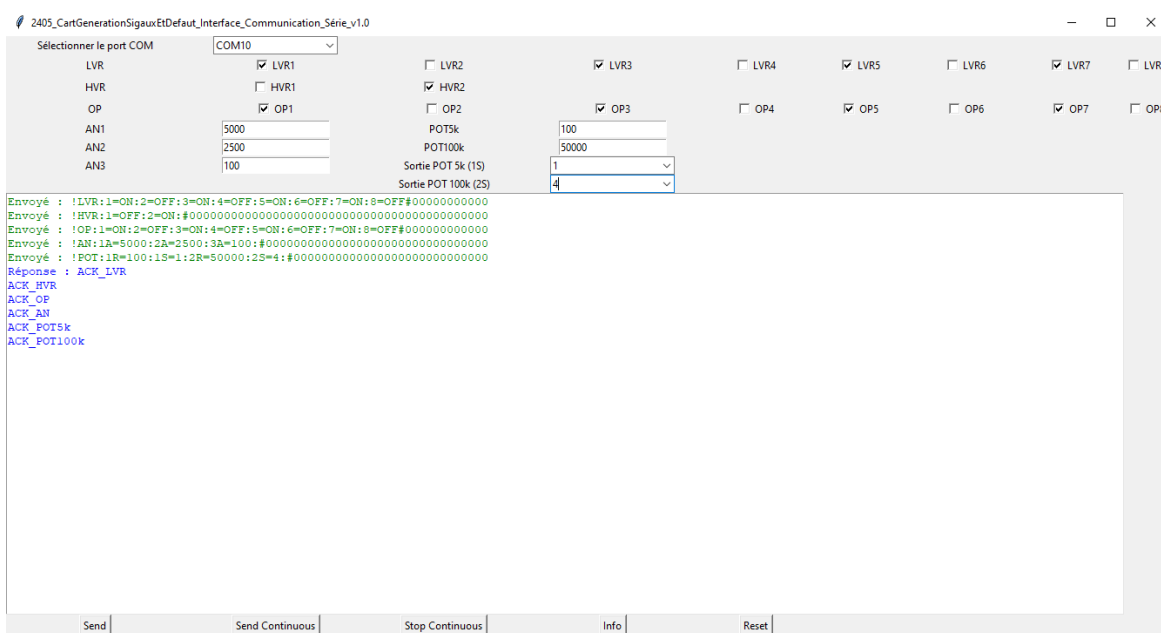 2405_CartGenerationSigauxEtDefaut_Interface_Communication_Série_v1.0
Sélectionner le port COM COM10
LVR LVR1 LVR2 LVR3 LVR4 LVR5 LVR6 LVR7 LVR
HVR HVR1 HVR2
OP OP1 OP2 OP3 OP4 OP5 OP6 OP7 OP8
AN1 5000 POT5k 100
AN2 2500 POT100k 50000
AN3 100 Sortie POT 5k (1S) 1
Sortie POT 100k (2S) 4
Envoyé : !LVR:1=ON:2=OFF:3=ON:4=OFF:5=ON:6=OFF:7=ON:8=OFF#00000000000
Envoyé : !HVR:1=OFF:2=ON:#00000000000000000000000000000000000000000
Envoyé : !OP:1=ON:2=OFF:3=ON:4=OFF:5=ON:6=OFF:7=ON:8=OFF#000000000000
Envoyé : !AN:1A=5000:2A=2500:3A=100:#000000000000000000000000000000
Envoyé : !POT:1R=100:1S=1:2R=50000:2S=4:#00000000000000000000000000
Réponse : ACK_LVR
ACK_HVR
ACK_OP
ACK_AN
ACK_POT5k
ACK_POT100k
Send Send Continuous Stop Continuous Info Reset